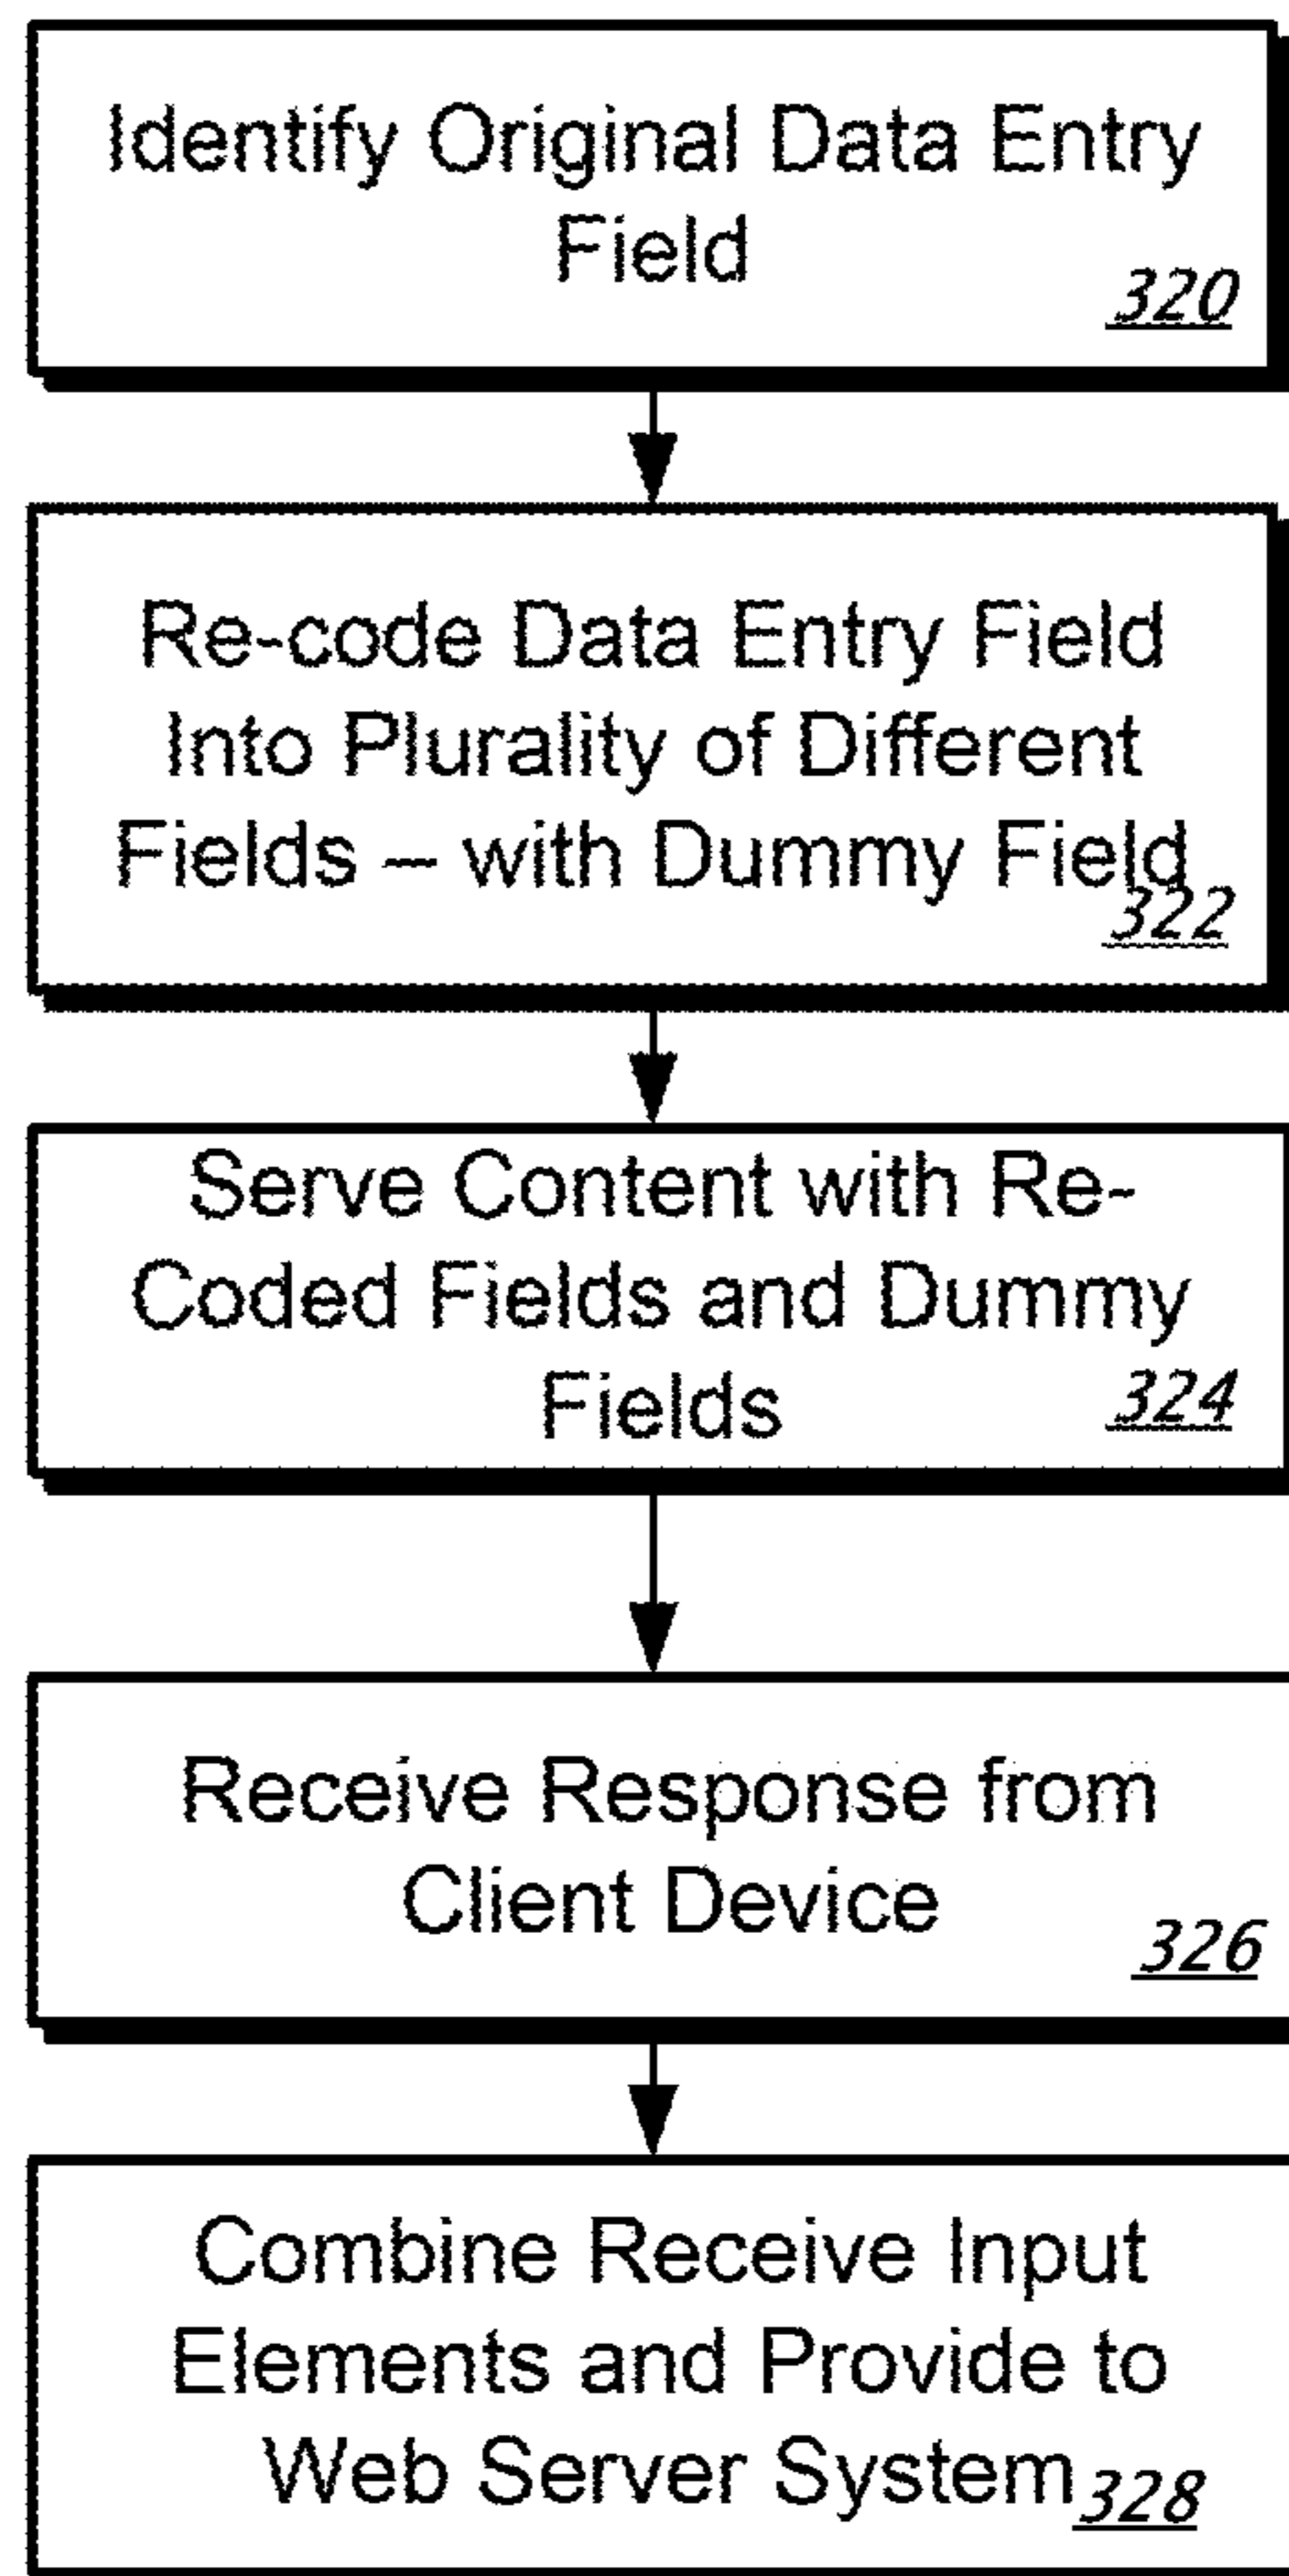 Identify Original Data Entry
Field
320
Re-code Data Entry Field
Into Plurality of Different
Fields – with Dummy Field
322
Serve Content with Re-
Coded Fields and Dummy
Fields 324
Receive Response from
Client Device
326
Combine Receive Input
Elements and Provide to
Web Server System 328